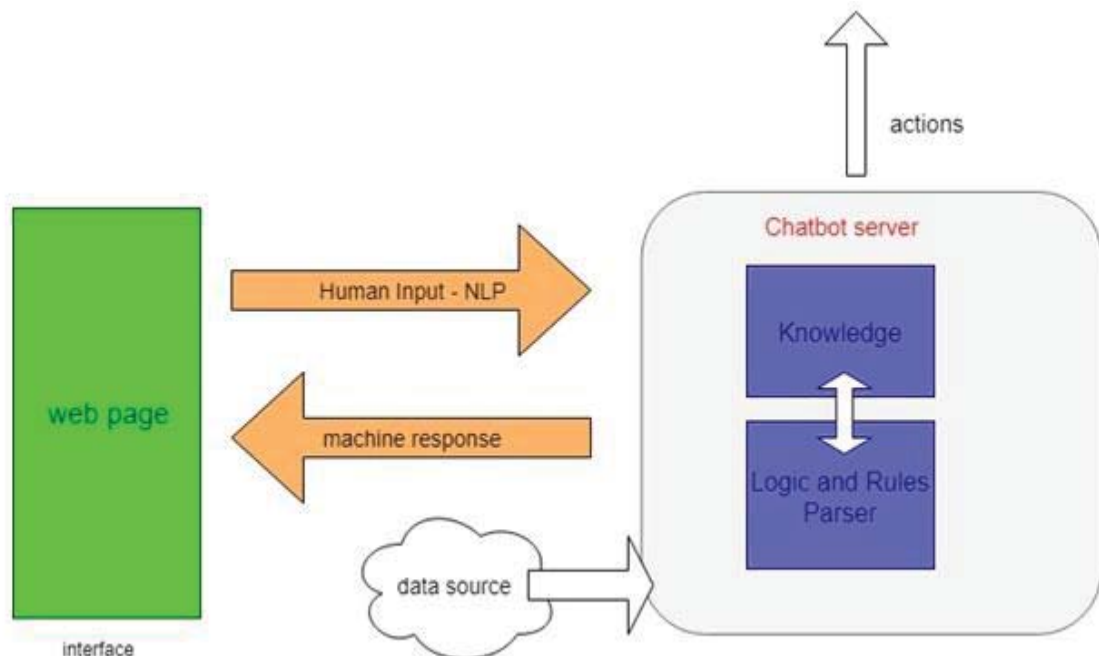 actions
Chatbot server
Human Input - NLP
Knowledge
web page
machine response
Logic and Rules
Parser
data source
interface